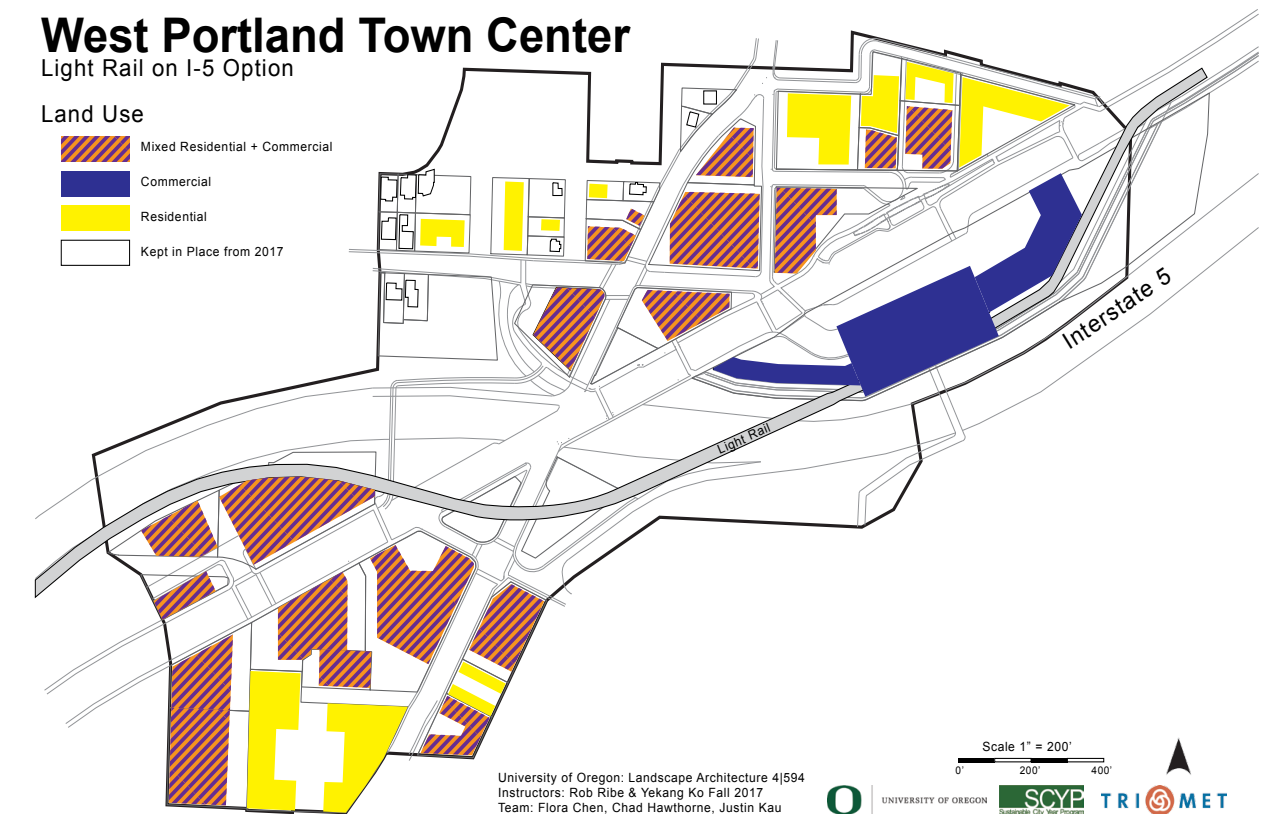 West Portland Town Center
Light Rail on I-5 Option
Land Use
Mixed Residential + Commercial
Commercial
Residential
Kept in Place from 2017
Interstate 5
Light Rail
Scale 1” = 200’
0’ 200’ 400’
University of Oregon: Landscape Architecture 4|594
Instructors: Rob Ribe & Yekang Ko Fall 2017
Team: Flora Chen, Chad Hawthorne, Justin Kau
O UNIVERSITY OF OREGON
SCYP
Sustainable City Year Program
TRI MET